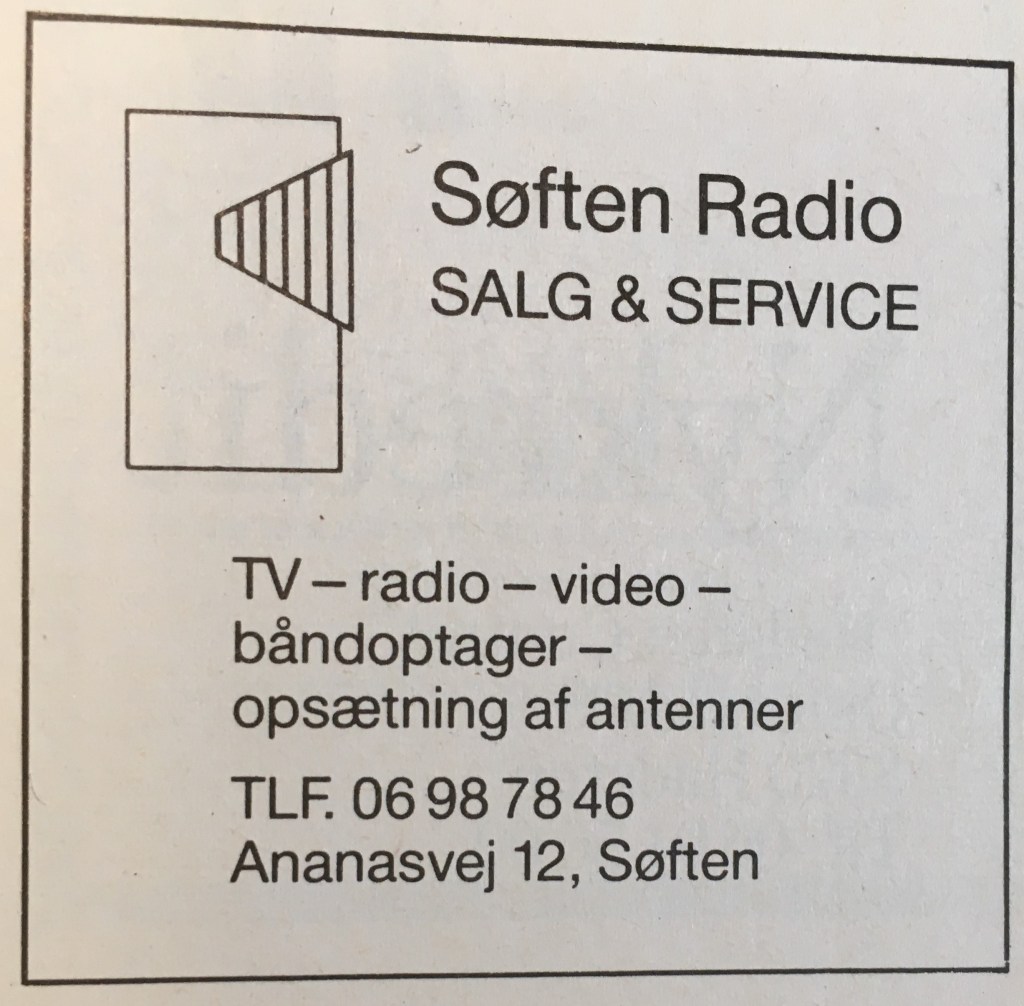 Søften Radio
SALG & SERVICE
TV – radio – video –
båndoptager –
opsætning af antenner
TLF. 06 98 78 46
Ananasvej 12, Søften